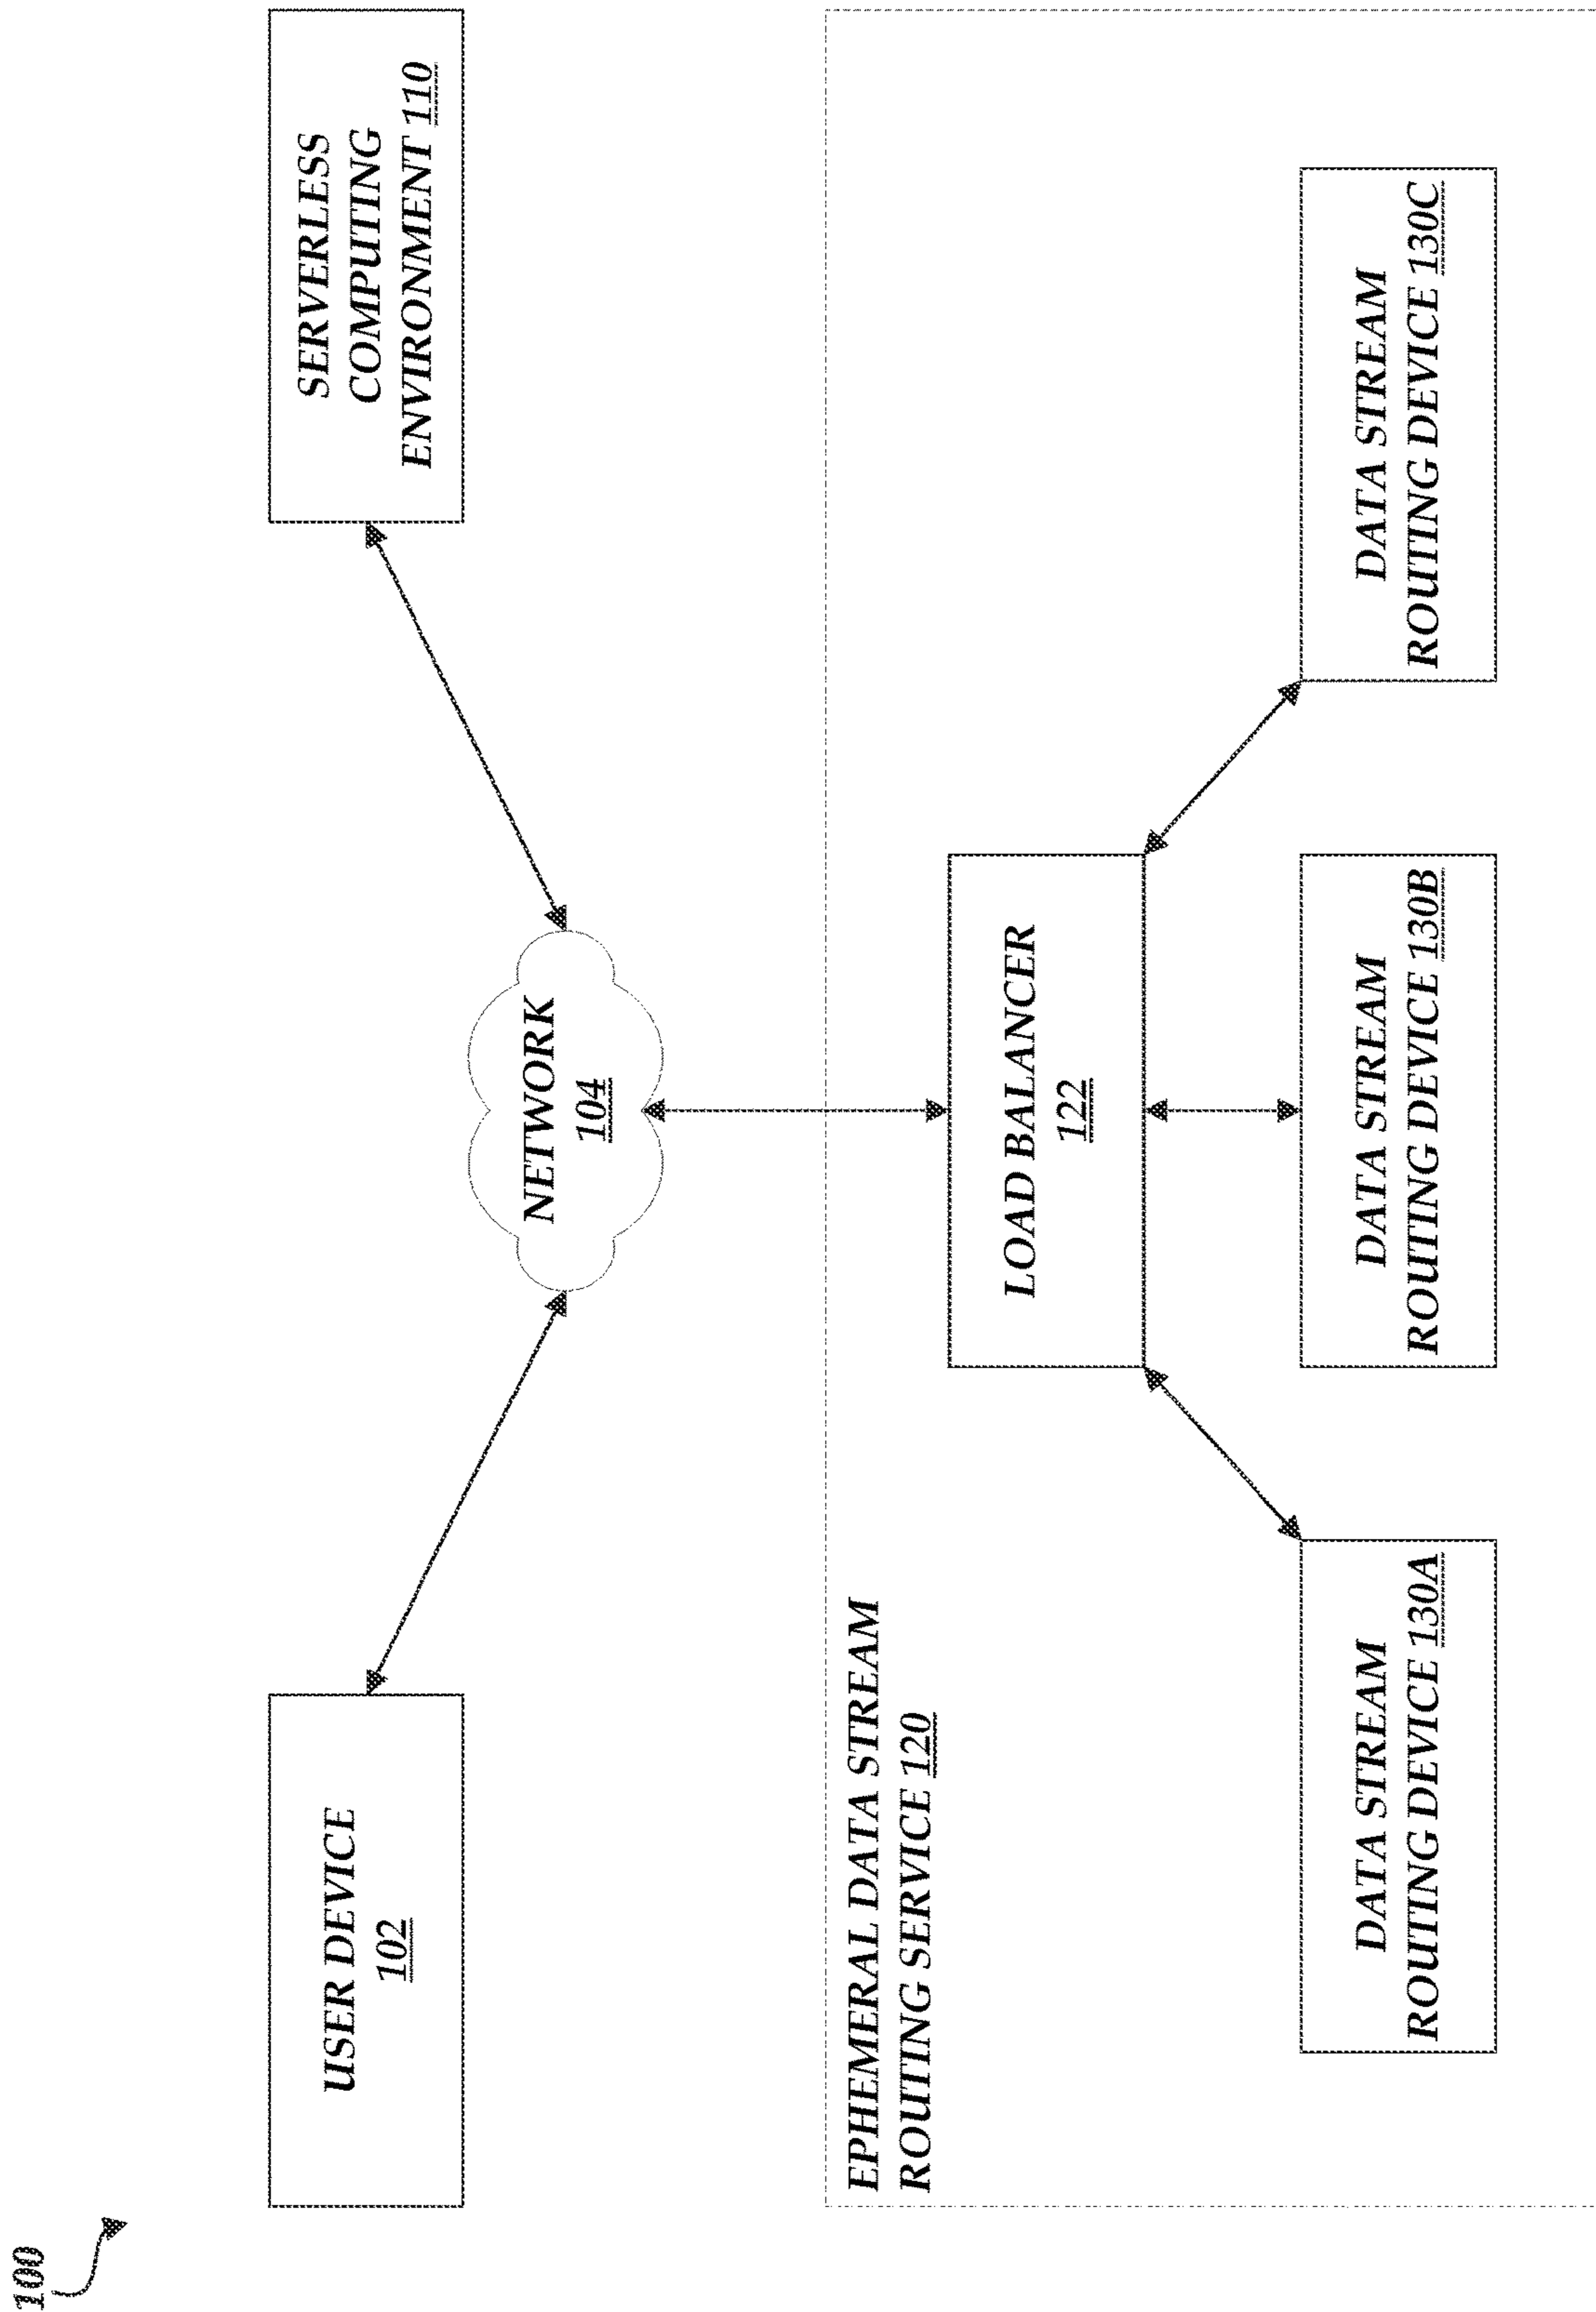 100
USER DEVICE
102
NETWORK
104
SERVERLESS
COMPUTING
ENVIRONMENT 110
EPHEMERAL DATA STREAM
ROUTING SERVICE 120
LOAD BALANCER
122
DATA STREAM
ROUTING DEVICE 130A
DATA STREAM
ROUTING DEVICE 130B
DATA STREAM
ROUTING DEVICE 130C